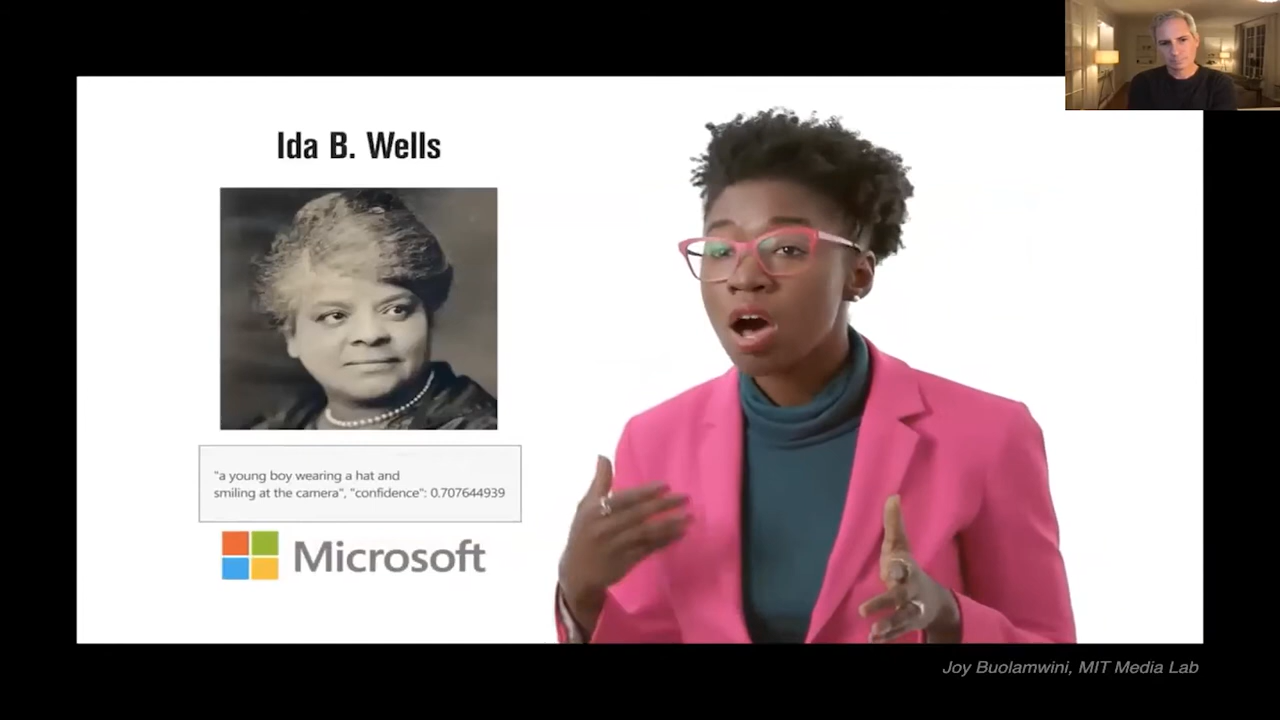 Ida B. Wells
"a young boy wearing a hat and
smiling at the camera", "confidence": 0.707644939
Microsoft
Joy Buolamwini, MIT Media Lab